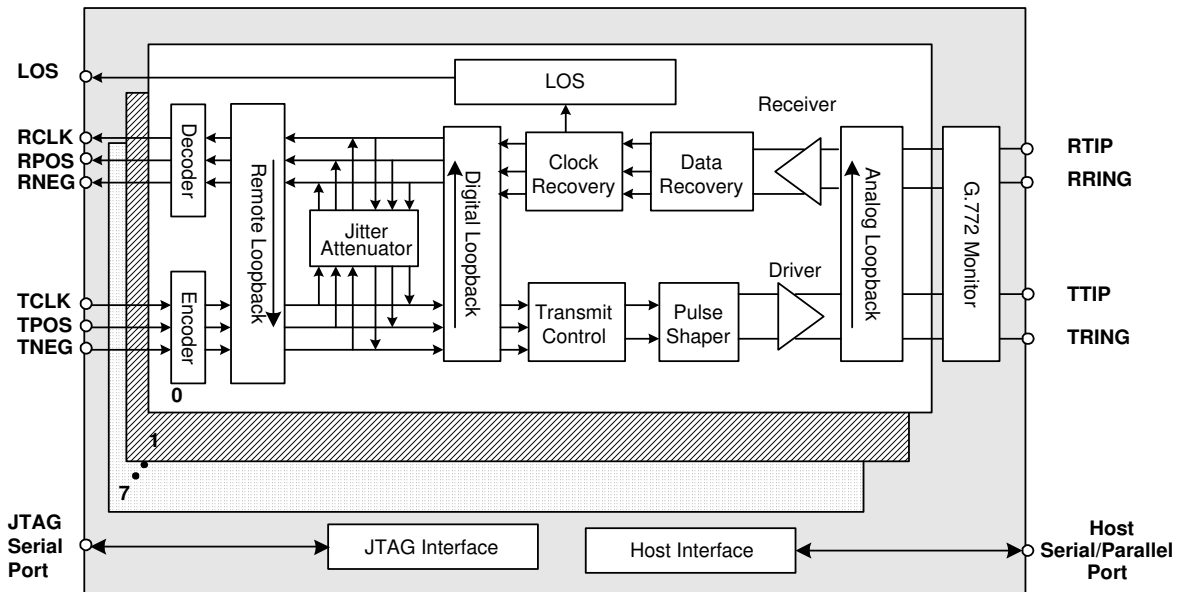 LOS
LOS
Receiver
RCLK
RPOS
RNEG
Decoder
Remote Loopback
Jitter
Attenuator
Digital Loopback
Clock
Recovery
Data
Recovery
Analog Loopback
G.772 Monitor
RTIP
RRING
Driver
TCLK
TPOS
TNEG
Encoder
Transmit
Control
Pulse
Shaper
TTIP
TRING
0
1
7
JTAG
Serial
Port
JTAG Interface
Host Interface
Host
Serial/Parallel
Port